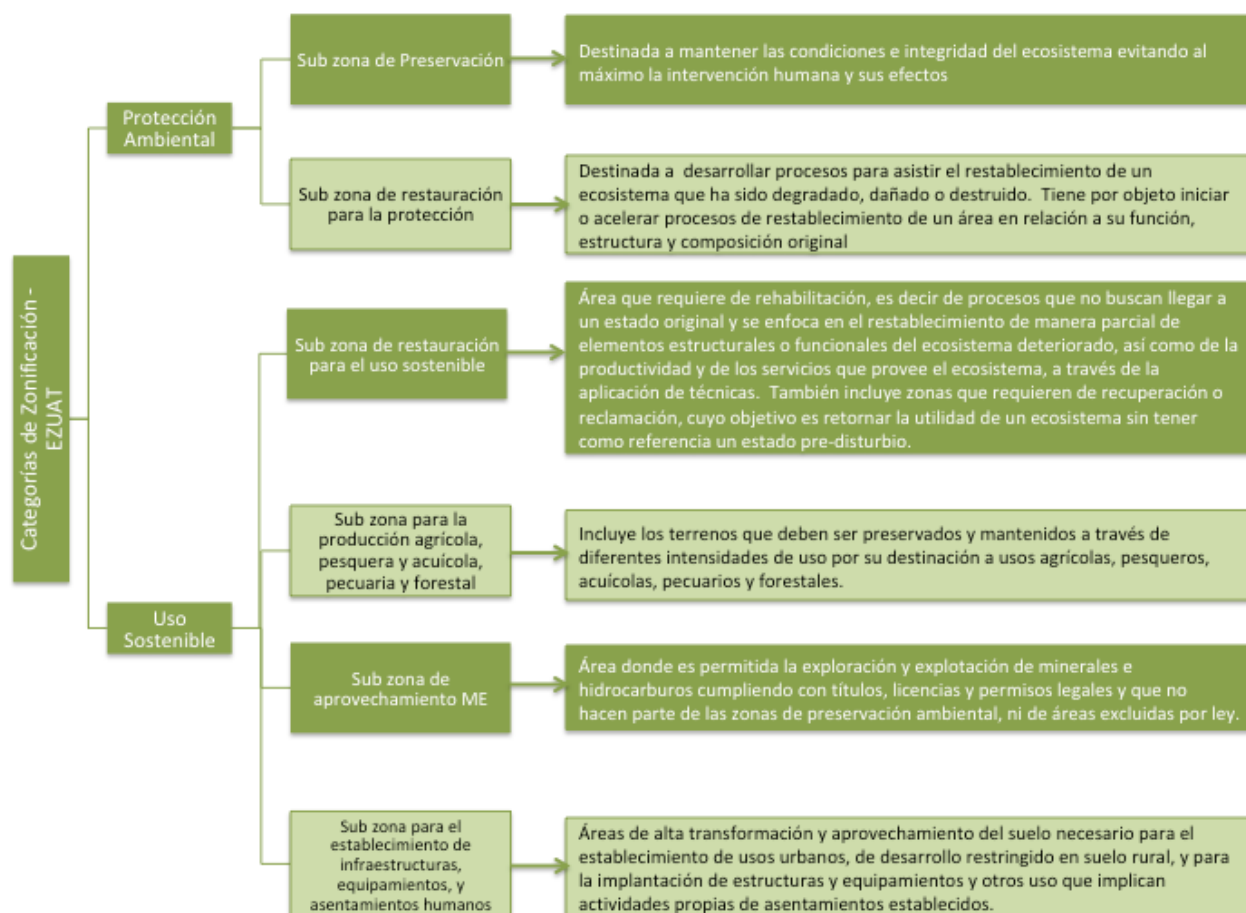 Categorías de Zonificación -
EZUAT
Protección
Ambiental
Sub zona de Preservación
Destinada a mantener las condiciones e integridad del ecosistema evitando al
máximo la intervención humana y sus efectos
Sub zona de restauración
para la protección
Destinada a desarrollar procesos para asistir el restablecimiento de un
ecosistema que ha sido degradado, dañado o destruido. Tiene por objeto iniciar
o acelerar procesos de restablecimiento de un área en relación a su función,
estructura y composición original
Uso
Sostenible
Sub zona de restauración
para el uso sostenible
Área que requiere de rehabilitación, es decir de procesos que no buscan llegar a
un estado original y se enfoca en el restablecimiento de manera parcial de
elementos estructurales o funcionales del ecosistema deteriorado, así como de la
productividad y de los servicios que provee el ecosistema, a través de la
aplicación de técnicas. También incluye zonas que requieren de recuperación o
reclamación, cuyo objetivo es retornar la utilidad de un ecosistema sin tener
como referencia un estado pre-disturbio.
Sub zona para la
producción agrícola,
pesquera y acuícola,
pecuaria y forestal
Incluye los terrenos que deben ser preservados y mantenidos a través de
diferentes intensidades de uso por su destinación a usos agrícolas, pesqueros,
acuícolas, pecuarios y forestales.
Sub zona de
aprovechamiento ME
Área donde es permitida la exploración y explotación de minerales e
hidrocarburos cumpliendo con títulos, licencias y permisos legales y que no
hacen parte de las zonas de preservación ambiental, ni de áreas excluidas por ley.
Sub zona para el
establecimiento de
infraestructuras,
equipamientos, y
asentamientos humanos
Áreas de alta transformación y aprovechamiento del suelo necesario para el
establecimiento de usos urbanos, de desarrollo restringido en suelo rural, y para
la implantación de estructuras y equipamientos y otros uso que implican
actividades propias de asentamientos establecidos.